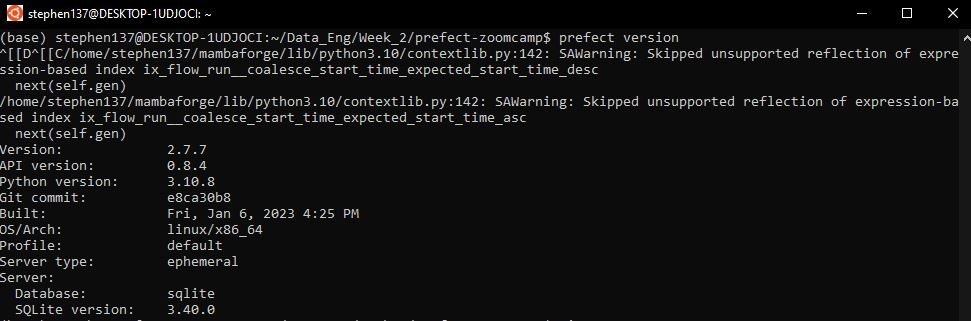 stephen137@DESKTOP-1UDJOCI: ~
(base) stephen137@DESKTOP-1UDJOCI:~/Data_Eng/Week_2/prefect-zoomcamp$ prefect version
^[[D^[[C/home/stephen137/mambaforge/lib/python3.10/contextlib.py:142: SAWarning: Skipped unsupported reflection of expre
ssion-based index ix_flow_run__coalesce_start_time_expected_start_time_desc
  next(self.gen)
/home/stephen137/mambaforge/lib/python3.10/contextlib.py:142: SAWarning: Skipped unsupported reflection of expression-ba
sed index ix_flow_run__coalesce_start_time_expected_start_time_asc
  next(self.gen)
Version:             2.7.7
API version:         0.8.4
Python version:      3.10.8
Git commit:          e8ca30b8
Built:               Fri, Jan 6, 2023 4:25 PM
OS/Arch:             linux/x86_64
Profile:             default
Server type:         ephemeral
Server:
  Database:          sqlite
  SQLite version:    3.40.0